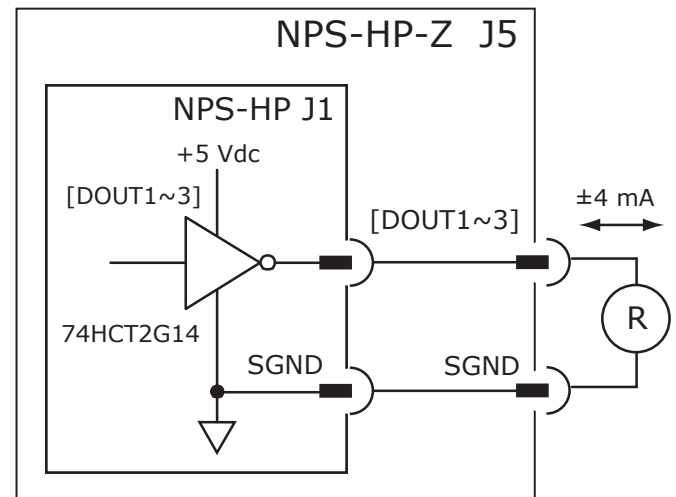 NPS-HP-Z J5
NPS-HP J1
+5 Vdc
[DOUT1~3]
±4 mA
[DOUT1~3]
R
74HCT2G14
SGND
SGND